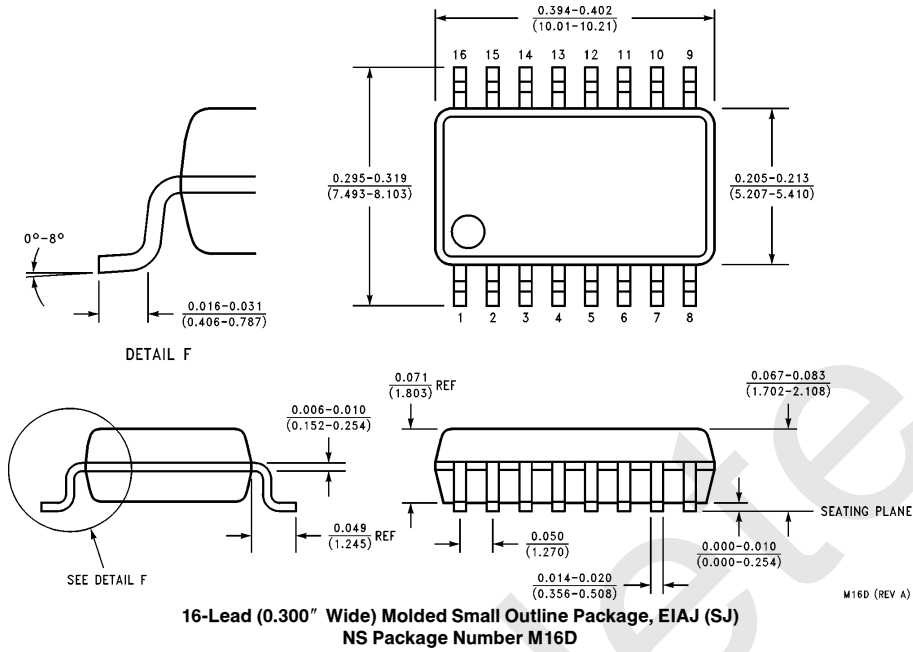 0.394-0.402
(10.01-10.21)
16 15 14 13 12 11 10 9
0.295-0.319
(7.493-8.103)
0.205-0.213
(5.207-5.410)
0°-8°
0.016-0.031
(0.406-0.787)
1 2 3 4 5 6 7 8
DETAIL F
0.071
(1.803) REF
0.067-0.083
(1.702-2.108)
0.006-0.010
(0.152-0.254)
SEATING PLANE
0.049
(1.245) REF
0.050
(1.270)
0.000-0.010
(0.000-0.254)
SEE DETAIL F
0.014-0.020
(0.356-0.508)
M16D (REV A)
16-Lead (0.300″ Wide) Molded Small Outline Package, EIAJ (SJ)
NS Package Number M16D